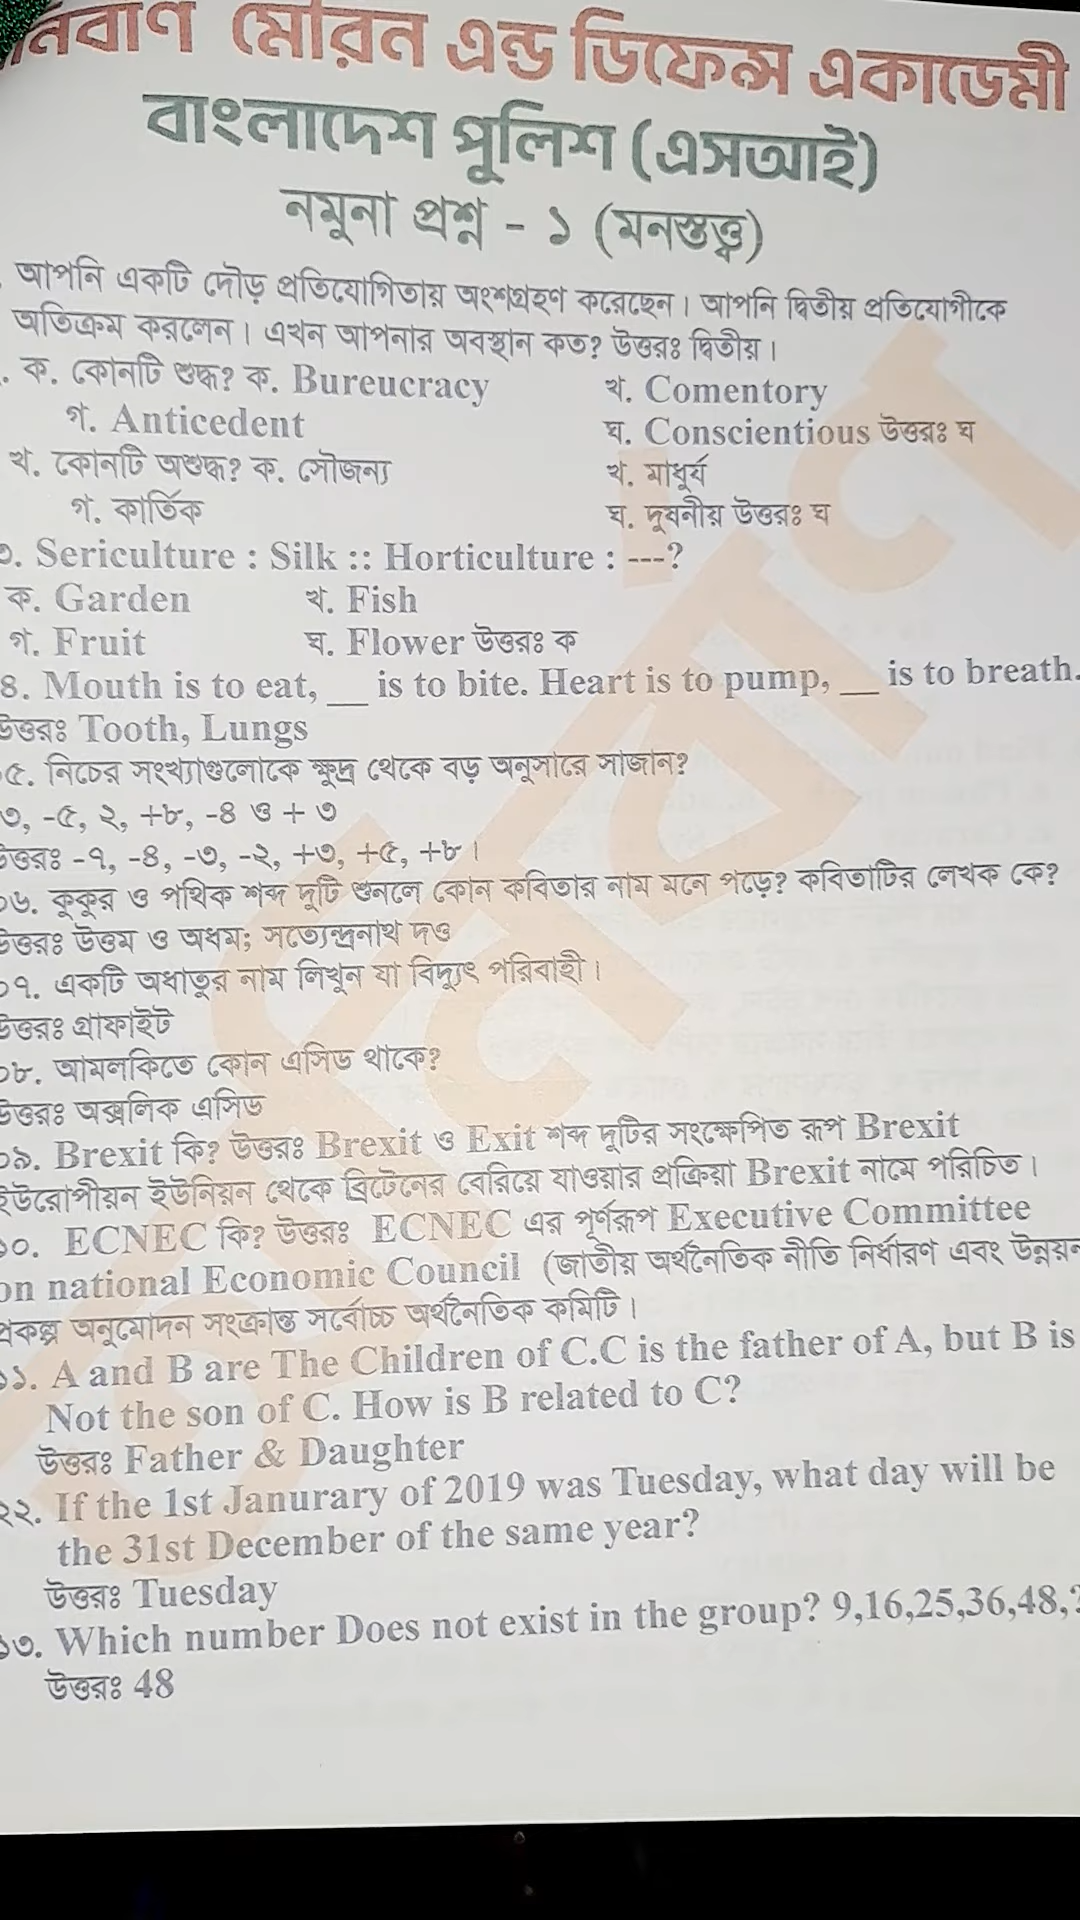 নির্বাণ মেরিন এন্ড ডিফেন্স একাডেমী
বাংলাদেশ পুলিশ (এসআই)
নমুনা প্রশ্ন - ১ (মনস্তত্ত্ব)
আপনি একটি দৌড় প্রতিযোগিতায় অংশগ্রহণ করেছেন। আপনি দ্বিতীয় প্রতিযোগীকে
অতিক্রম করলেন। এখন আপনার অবস্থান কত? উত্তরঃ দ্বিতীয়।
. ক. কোনটি শুদ্ধ? ক. Bureucracy খ. Comentory
গ. Anticedent ঘ. Conscientious উত্তরঃ ঘ
খ. কোনটি অশুদ্ধ? ক. সৌজন্য খ. মাধুর্য
গ. কার্তিক ঘ. দুষনীয় উত্তরঃ ঘ
৩. Sericulture : Silk :: Horticulture : ---?
ক. Garden খ. Fish
গ. Fruit ঘ. Flower উত্তরঃ ক
৪. Mouth is to eat, __ is to bite. Heart is to pump, __ is to breath.
উত্তরঃ Tooth, Lungs
০৫. নিচের সংখ্যাগুলোকে ক্ষুদ্র থেকে বড় অনুসারে সাজান?
৩, -৫, ২, +৮, -৪ ও + ৩
উত্তরঃ -৭, -৪, -৩, -২, +৩, +৫, +৮।
০৬. কুকুর ও পথিক শব্দ দুটি শুনলে কোন কবিতার নাম মনে পড়ে? কবিতাটির লেখক কে?
উত্তরঃ উত্তম ও অধম; সত্যেন্দ্রনাথ দত্ত
০৭. একটি অধাতুর নাম লিখুন যা বিদ্যুৎ পরিবাহী।
উত্তরঃ গ্রাফাইট
০৮. আমলকিতে কোন এসিড থাকে?
উত্তরঃ অক্সালিক এসিড
০৯. Brexit কি? উত্তরঃ Brexit ও Exit শব্দ দুটির সংক্ষেপিত রূপ Brexit
ইউরোপীয়ন ইউনিয়ন থেকে ব্রিটেনের বেরিয়ে যাওয়ার প্রক্রিয়া Brexit নামে পরিচিত।
১০. ECNEC কি? উত্তরঃ ECNEC এর পূর্ণরূপ Executive Committee
on national Economic Council (জাতীয় অর্থনৈতিক নীতি নির্ধারণ এবং উন্নয়ন
প্রকল্প অনুমোদন সংক্রান্ত সর্বোচ্চ অর্থনৈতিক কমিটি।
১১. A and B are The Children of C.C is the father of A, but B is
Not the son of C. How is B related to C?
উত্তরঃ Father & Daughter
১২. If the 1st Janurary of 2019 was Tuesday, what day will be
the 31st December of the same year?
উত্তরঃ Tuesday
১৩. Which number Does not exist in the group? 9,16,25,36,48,?
উত্তরঃ 48
নির্বাণ